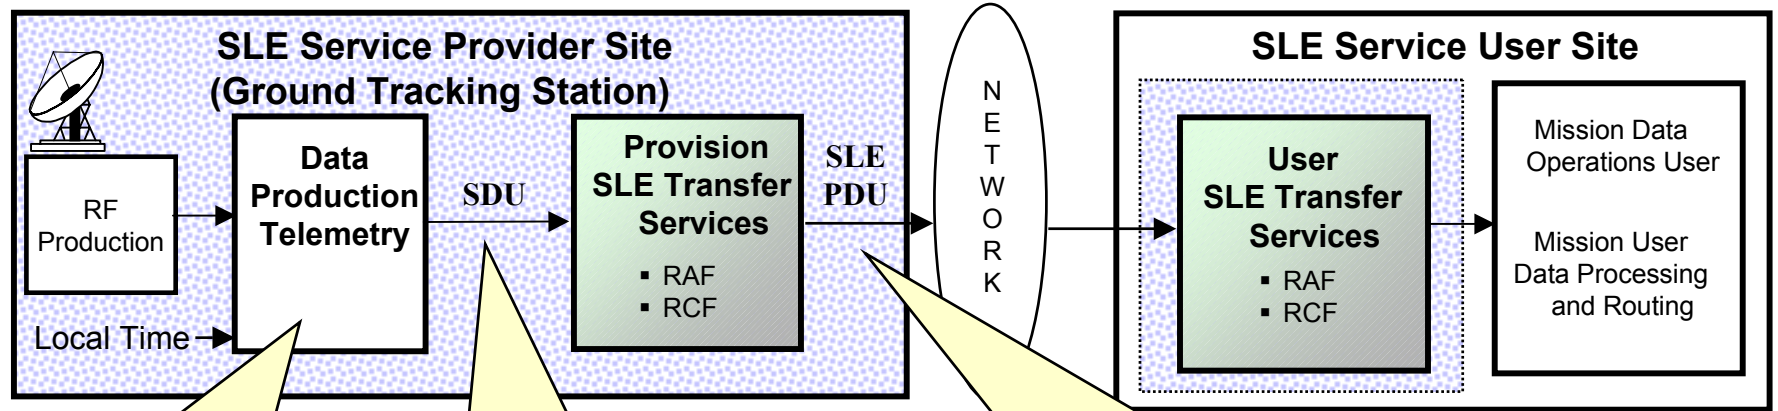 SLE Service Provider Site
(Ground Tracking Station)
RF
Production
Local Time
Data
Production
Telemetry
SDU
Provision
SLE Transfer
Services
▪ RAF
▪ RCF
SLE
PDU
N
E
T
W
O
R
K
SLE Service User Site
User
SLE Transfer
Services
▪ RAF
▪ RCF
Mission Data
Operations User
Mission User
Data Processing
and Routing